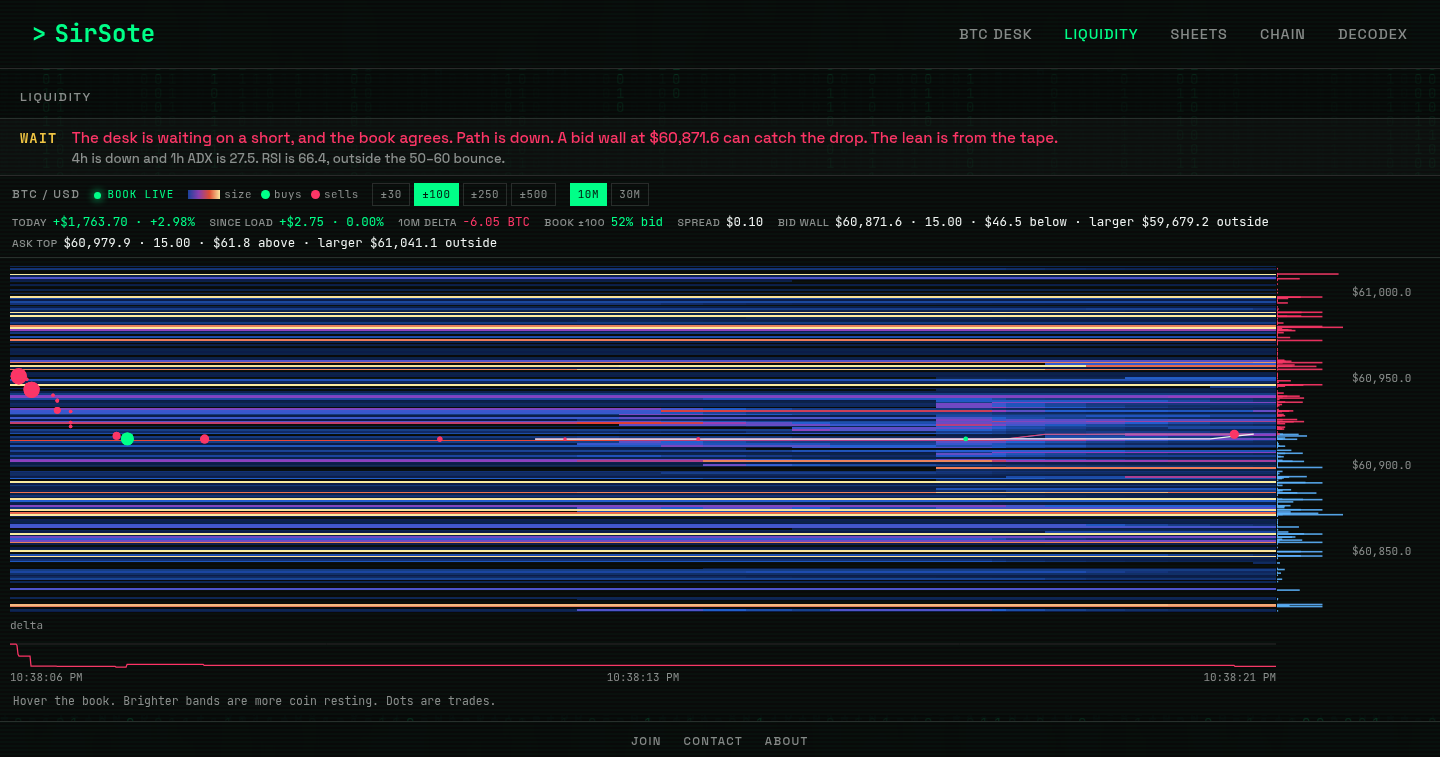 > SirSote
BTC DESK LIQUIDITY SHEETS CHAIN DECODEX
LIQUIDITY
WAIT The desk is waiting on a short, and the book agrees. Path is down. A bid wall at $60,871.6 can catch the drop. The lean is from the tape.
4h is down and 1h ADX is 27.5. RSI is 66.4, outside the 50–60 bounce.
BTC / USD BOOK LIVE size buys sells ±30 ±100 ±250 ±500 10M 30M
TODAY +$1,763.70 · +2.98% SINCE LOAD +$2.75 · 0.00% 10M DELTA -6.05 BTC BOOK ±100 52% bid SPREAD $0.10 BID WALL $60,871.6 · 15.00 · $46.5 below · larger $59,679.2 outside
ASK TOP $60,979.9 · 15.00 · $61.8 above · larger $61,041.1 outside
$61,000.0
$60,950.0
$60,900.0
$60,850.0
delta
10:38:06 PM 10:38:13 PM 10:38:21 PM
Hover the book. Brighter bands are more coin resting. Dots are trades.
JOIN CONTACT ABOUT